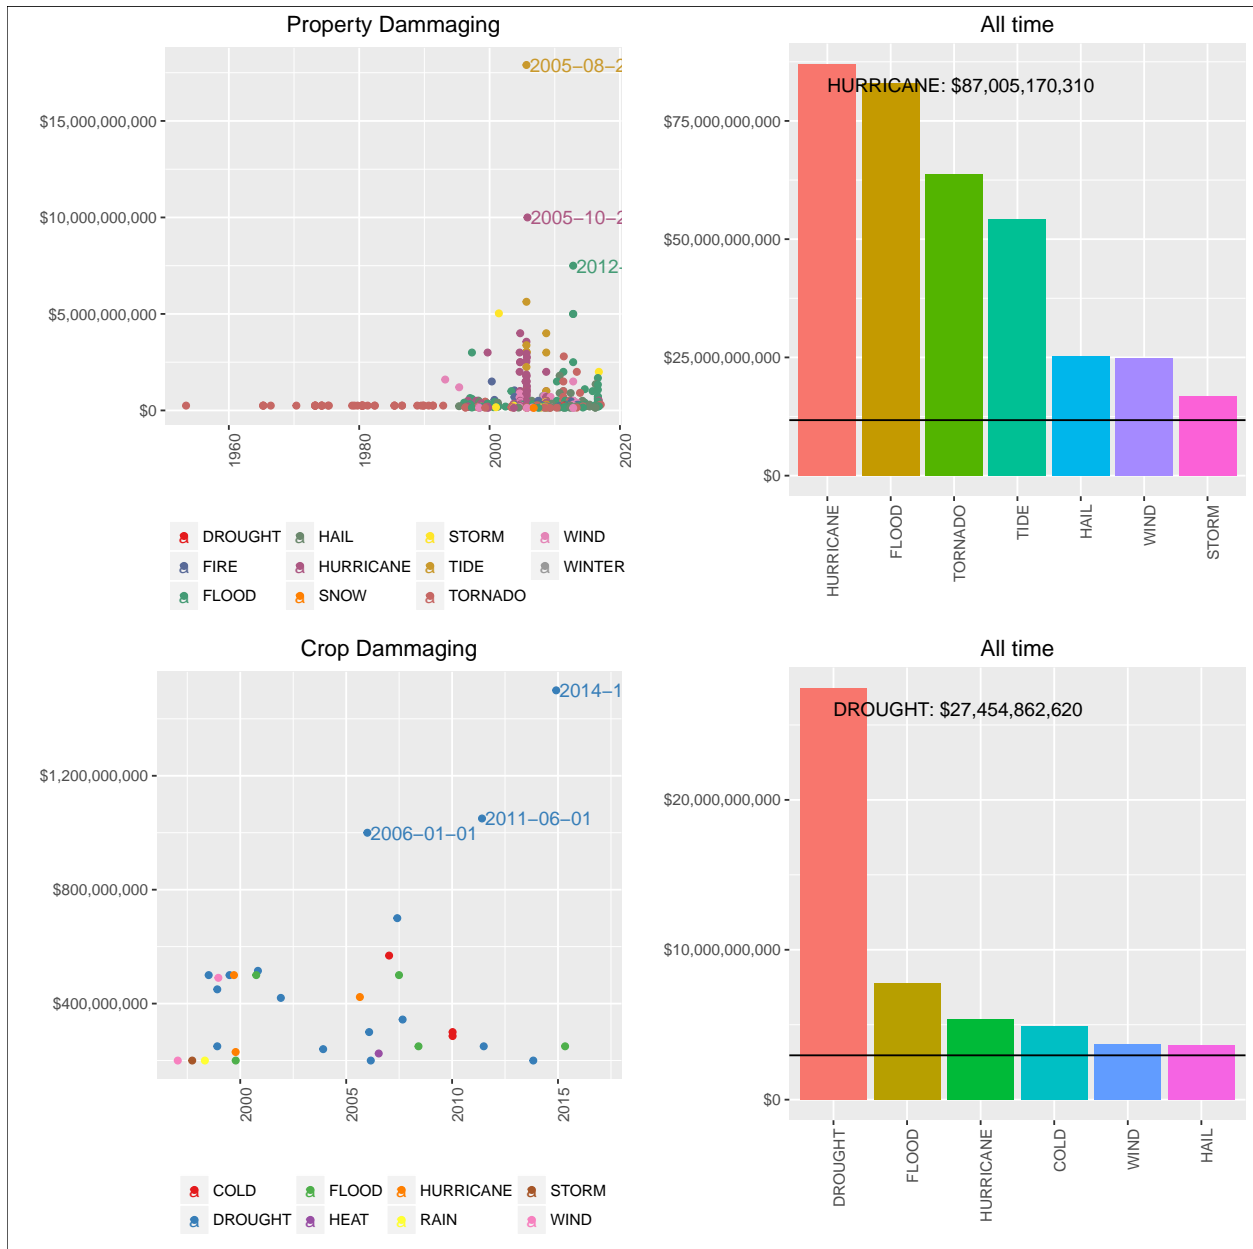 Property Dammaging
$15,000,000,000
$10,000,000,000
$5,000,000,000
$0
2005−08−2
2005−10−2
2012−
1960
1980
2000
2020
DROUGHT
HAIL
STORM
WIND
FIRE
HURRICANE
TIDE
WINTER
FLOOD
SNOW
TORNADO
All time
HURRICANE: $87,005,170,310
$75,000,000,000
$50,000,000,000
$25,000,000,000
$0
HURRICANE
FLOOD
TORNADO
TIDE
HAIL
WIND
STORM
Crop Dammaging
2014−1
$1,200,000,000
2011−06−01
2006−01−01
$800,000,000
$400,000,000
2000
2005
2010
2015
COLD
FLOOD
HURRICANE
STORM
DROUGHT
HEAT
RAIN
WIND
All time
DROUGHT: $27,454,862,620
$20,000,000,000
$10,000,000,000
$0
DROUGHT
FLOOD
HURRICANE
COLD
WIND
HAIL